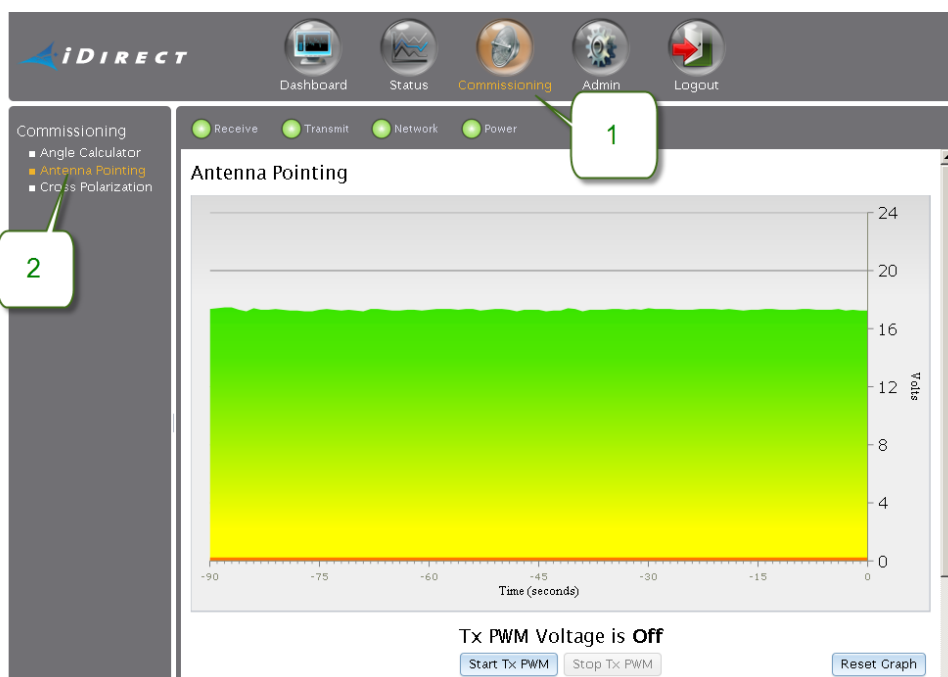 iDIRECT
Dashboard Status Commissioning Admin Logout
1
Commissioning
Angle Calculator
Antenna Pointing
Cross Polarization
2
Receive Transmit Network Power
Antenna Pointing
24
20
16
12
8
4
0
Volts
-90 -75 -60 -45 -30 -15 0
Time (seconds)
Tx PWM Voltage is Off
Start Tx PWM Stop Tx PWM Reset Graph